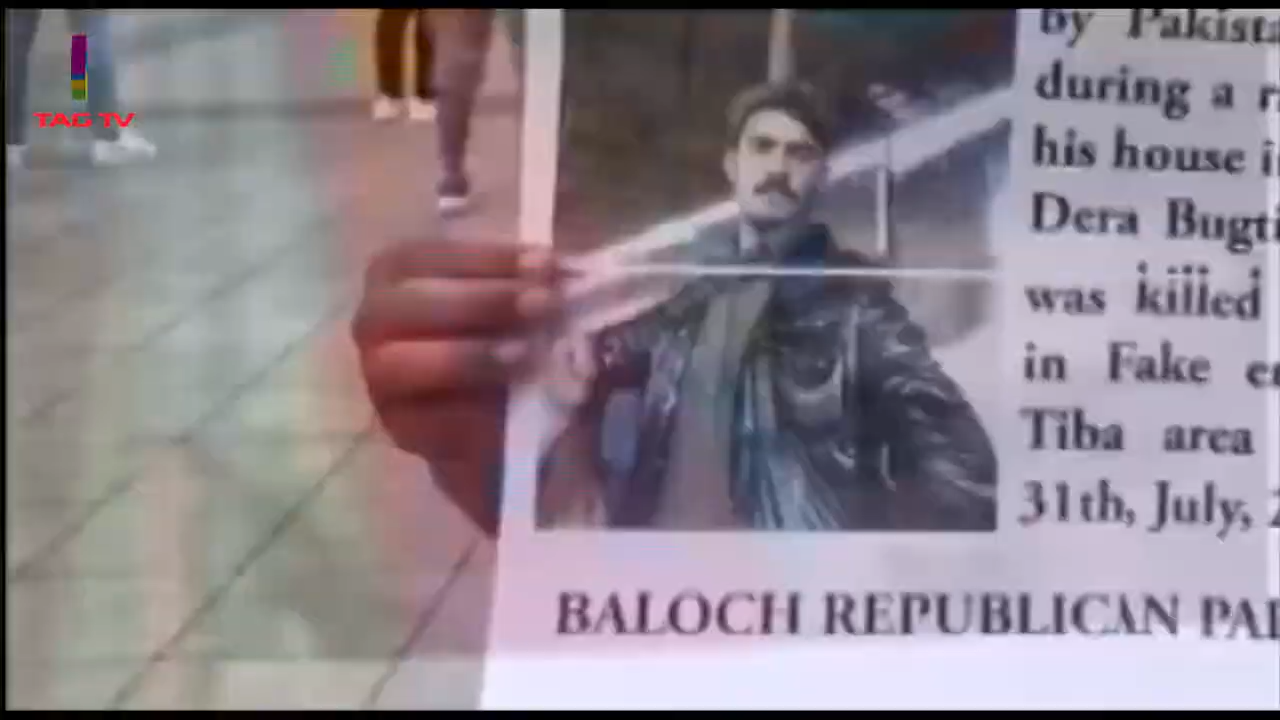 TAG TV
by Pakista
during a r
his house i
Dera Bugti
was killed
in Fake e
Tiba area
31th, July,
BALOCH REPUBLICAN PA